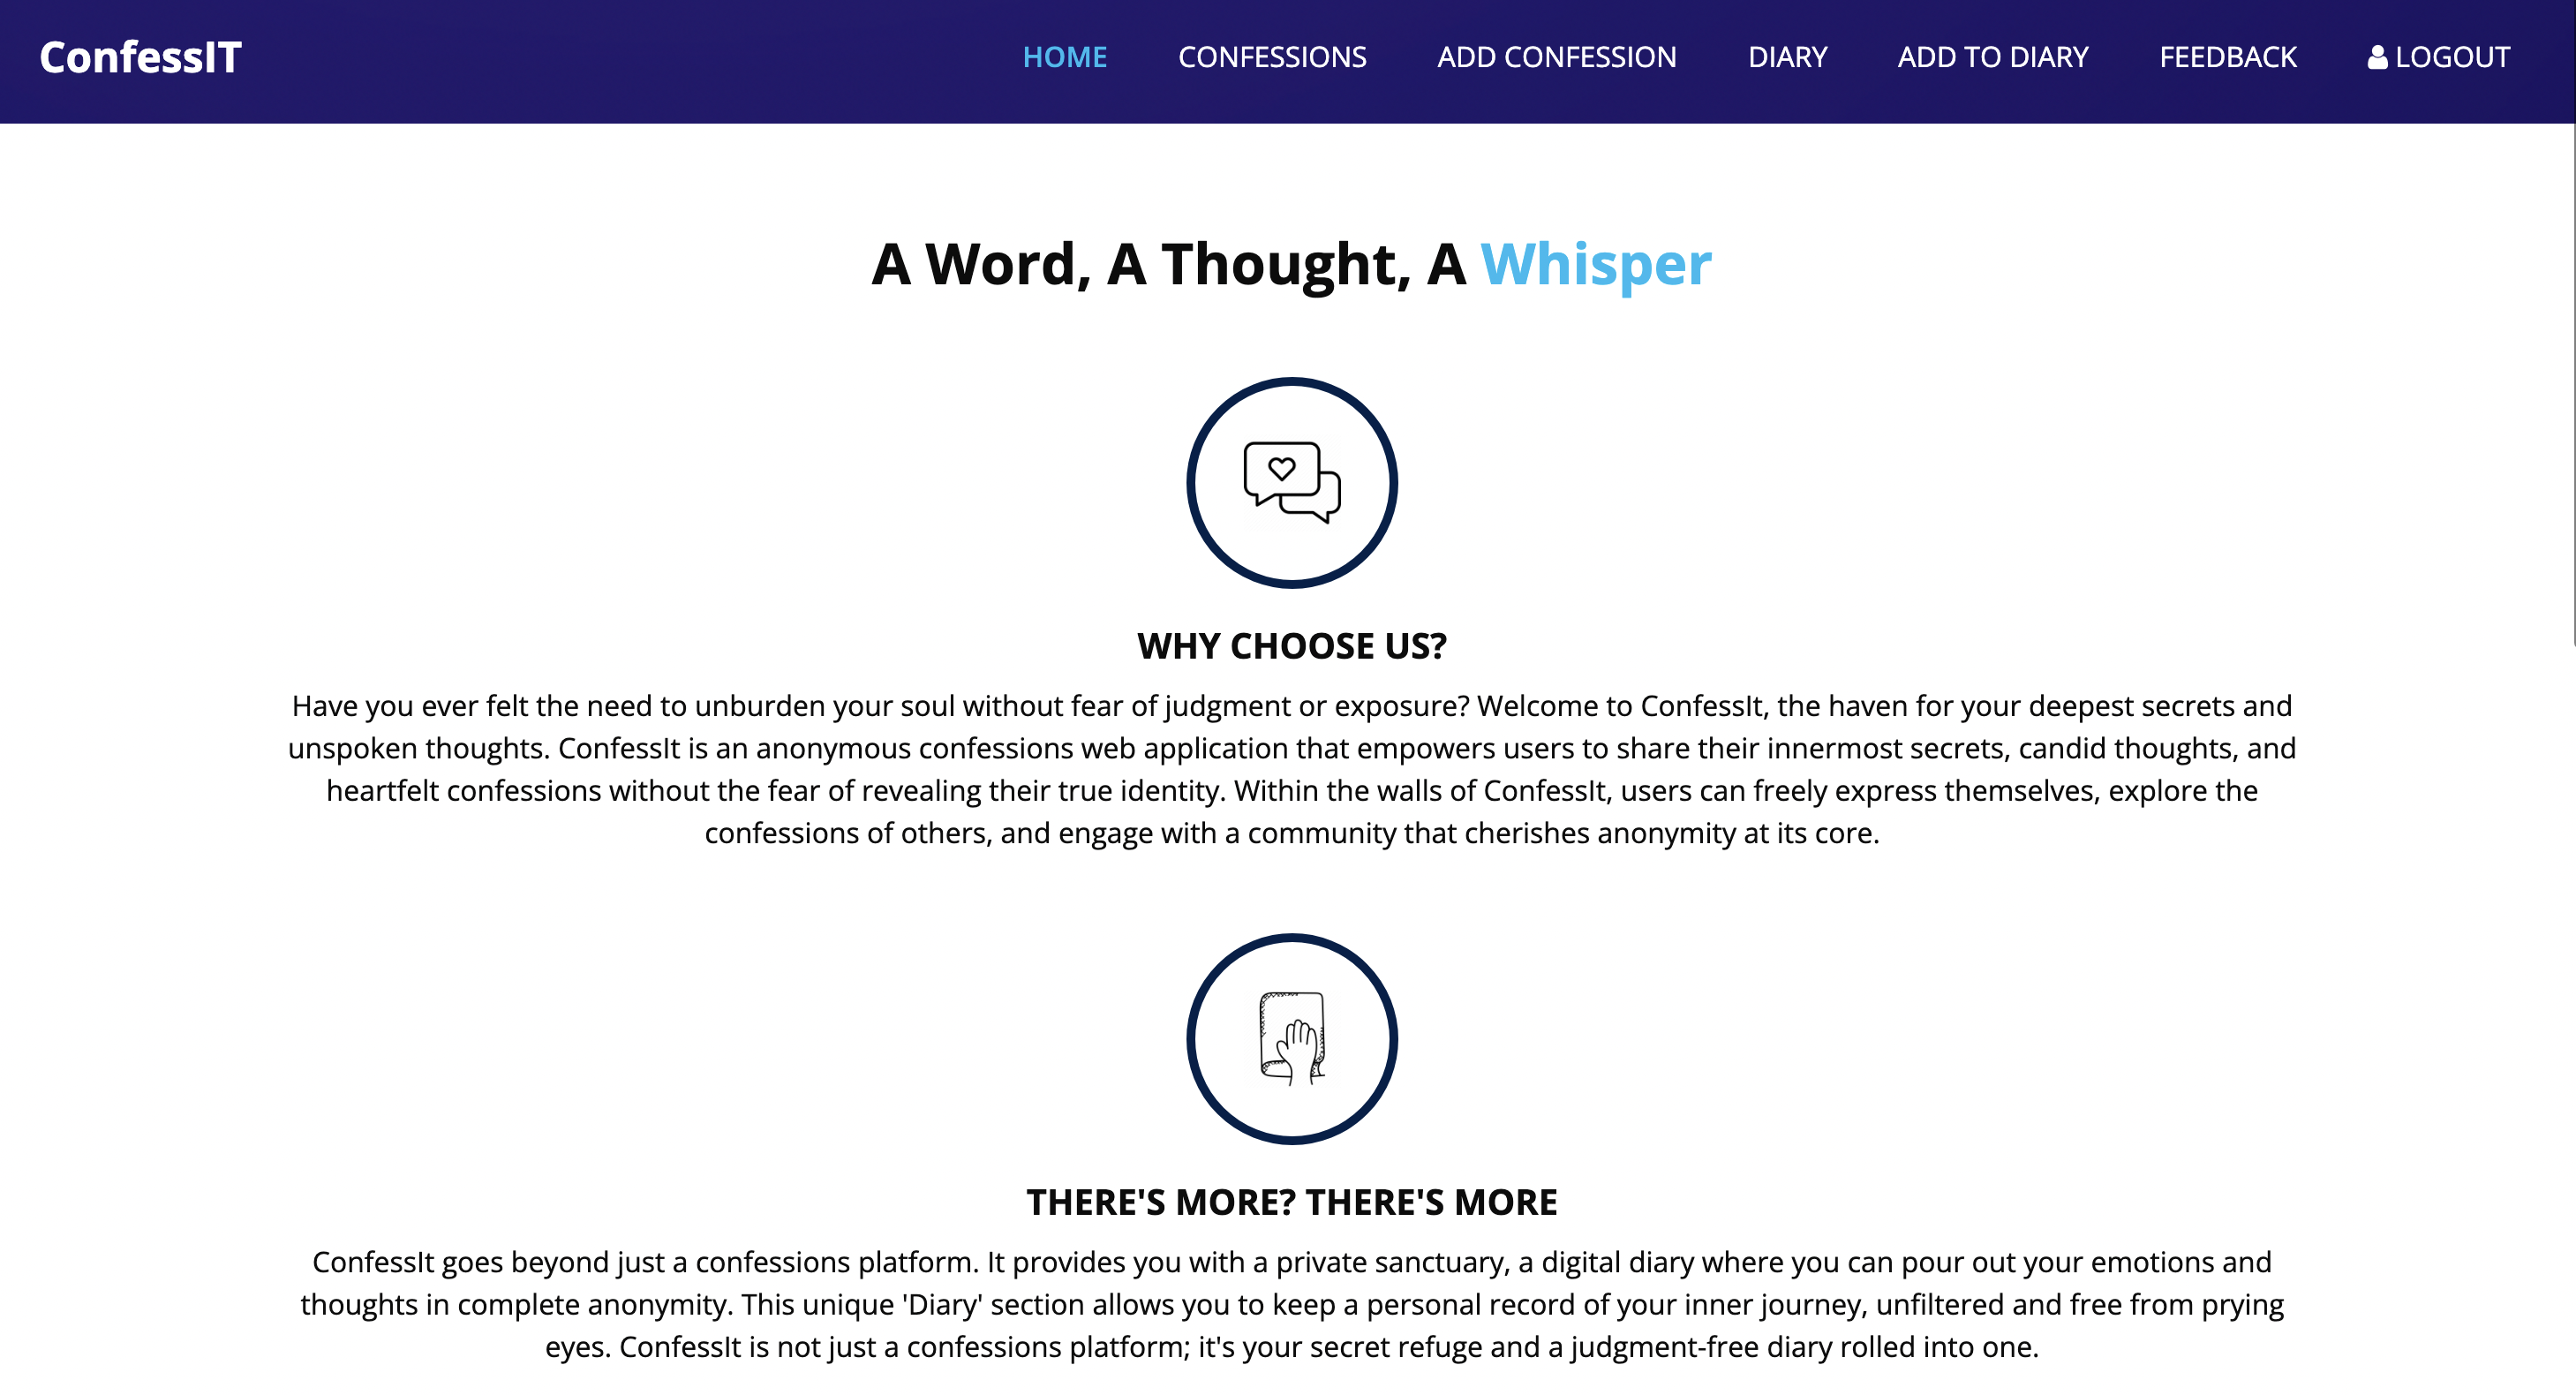 ConfessIT
HOME
CONFESSIONS
ADD CONFESSION
DIARY
ADD TO DIARY
FEEDBACK
LOGOUT
A Word, A Thought, A Whisper
WHY CHOOSE US?
Have you ever felt the need to unburden your soul without fear of judgment or exposure? Welcome to ConfessIt, the haven for your deepest secrets and
unspoken thoughts. ConfessIt is an anonymous confessions web application that empowers users to share their innermost secrets, candid thoughts, and
heartfelt confessions without the fear of revealing their true identity. Within the walls of ConfessIt, users can freely express themselves, explore the
confessions of others, and engage with a community that cherishes anonymity at its core.
THERE'S MORE? THERE'S MORE
ConfessIt goes beyond just a confessions platform. It provides you with a private sanctuary, a digital diary where you can pour out your emotions and
thoughts in complete anonymity. This unique 'Diary' section allows you to keep a personal record of your inner journey, unfiltered and free from prying
eyes. ConfessIt is not just a confessions platform; it's your secret refuge and a judgment-free diary rolled into one.